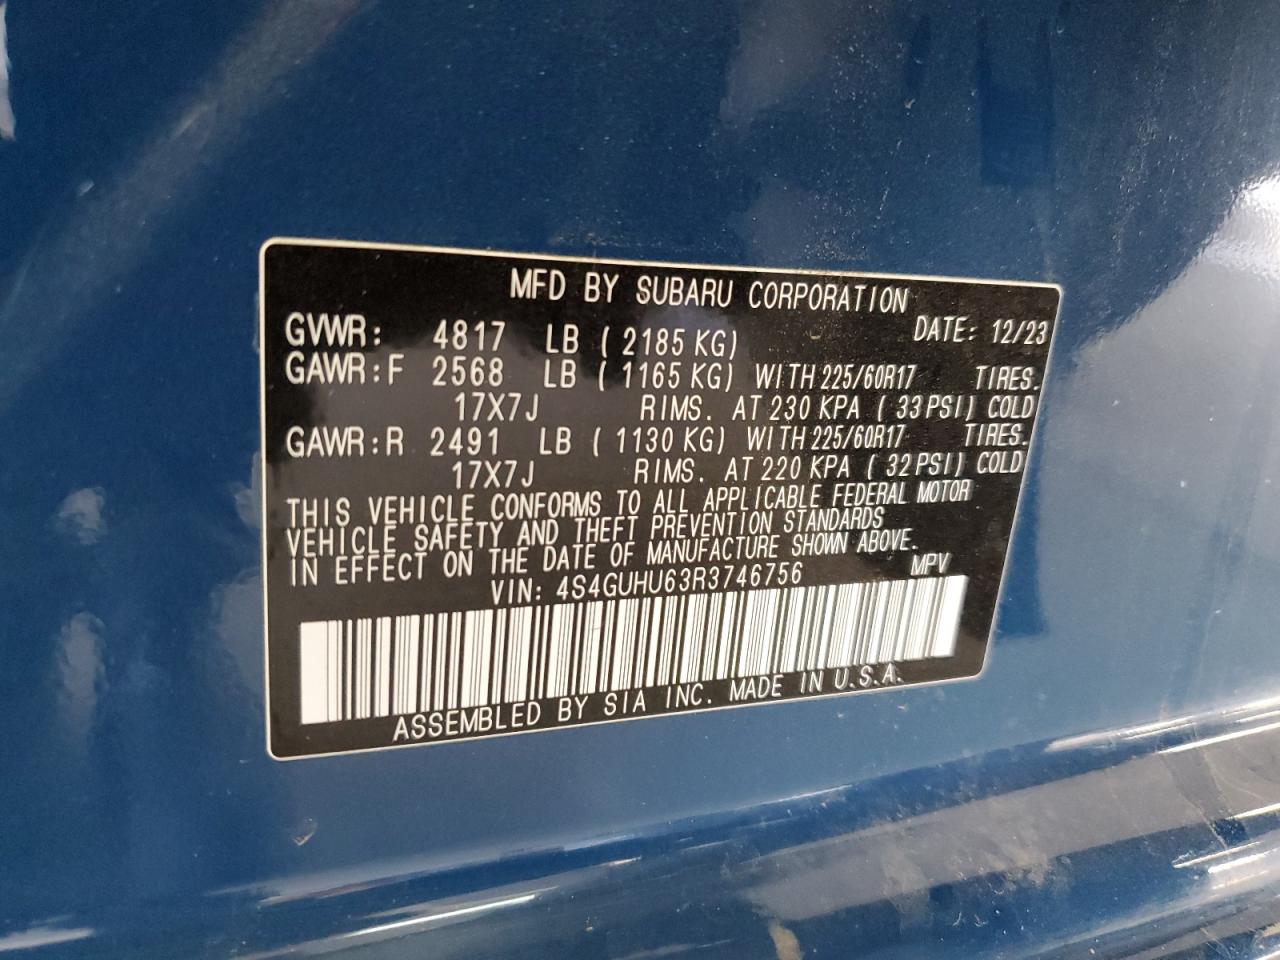 MFD BY SUBARU CORPORATION
GVWR: 4817 LB ( 2185 KG) DATE: 12/23
GAWR:F 2568 LB ( 1165 KG) WITH 225/60R17 TIRES.
17X7J RIMS. AT 230 KPA ( 33 PSI) COLD
GAWR:R 2491 LB ( 1130 KG) WITH 225/60R17 TIRES.
17X7J RIMS. AT 220 KPA ( 32 PSI) COLD
THIS VEHICLE CONFORMS TO ALL APPLICABLE FEDERAL MOTOR
VEHICLE SAFETY AND THEFT PREVENTION STANDARDS
IN EFFECT ON THE DATE OF MANUFACTURE SHOWN ABOVE.
VIN: 4S4GUHU63R3746756 MPV
ASSEMBLED BY SIA INC. MADE IN U.S.A.